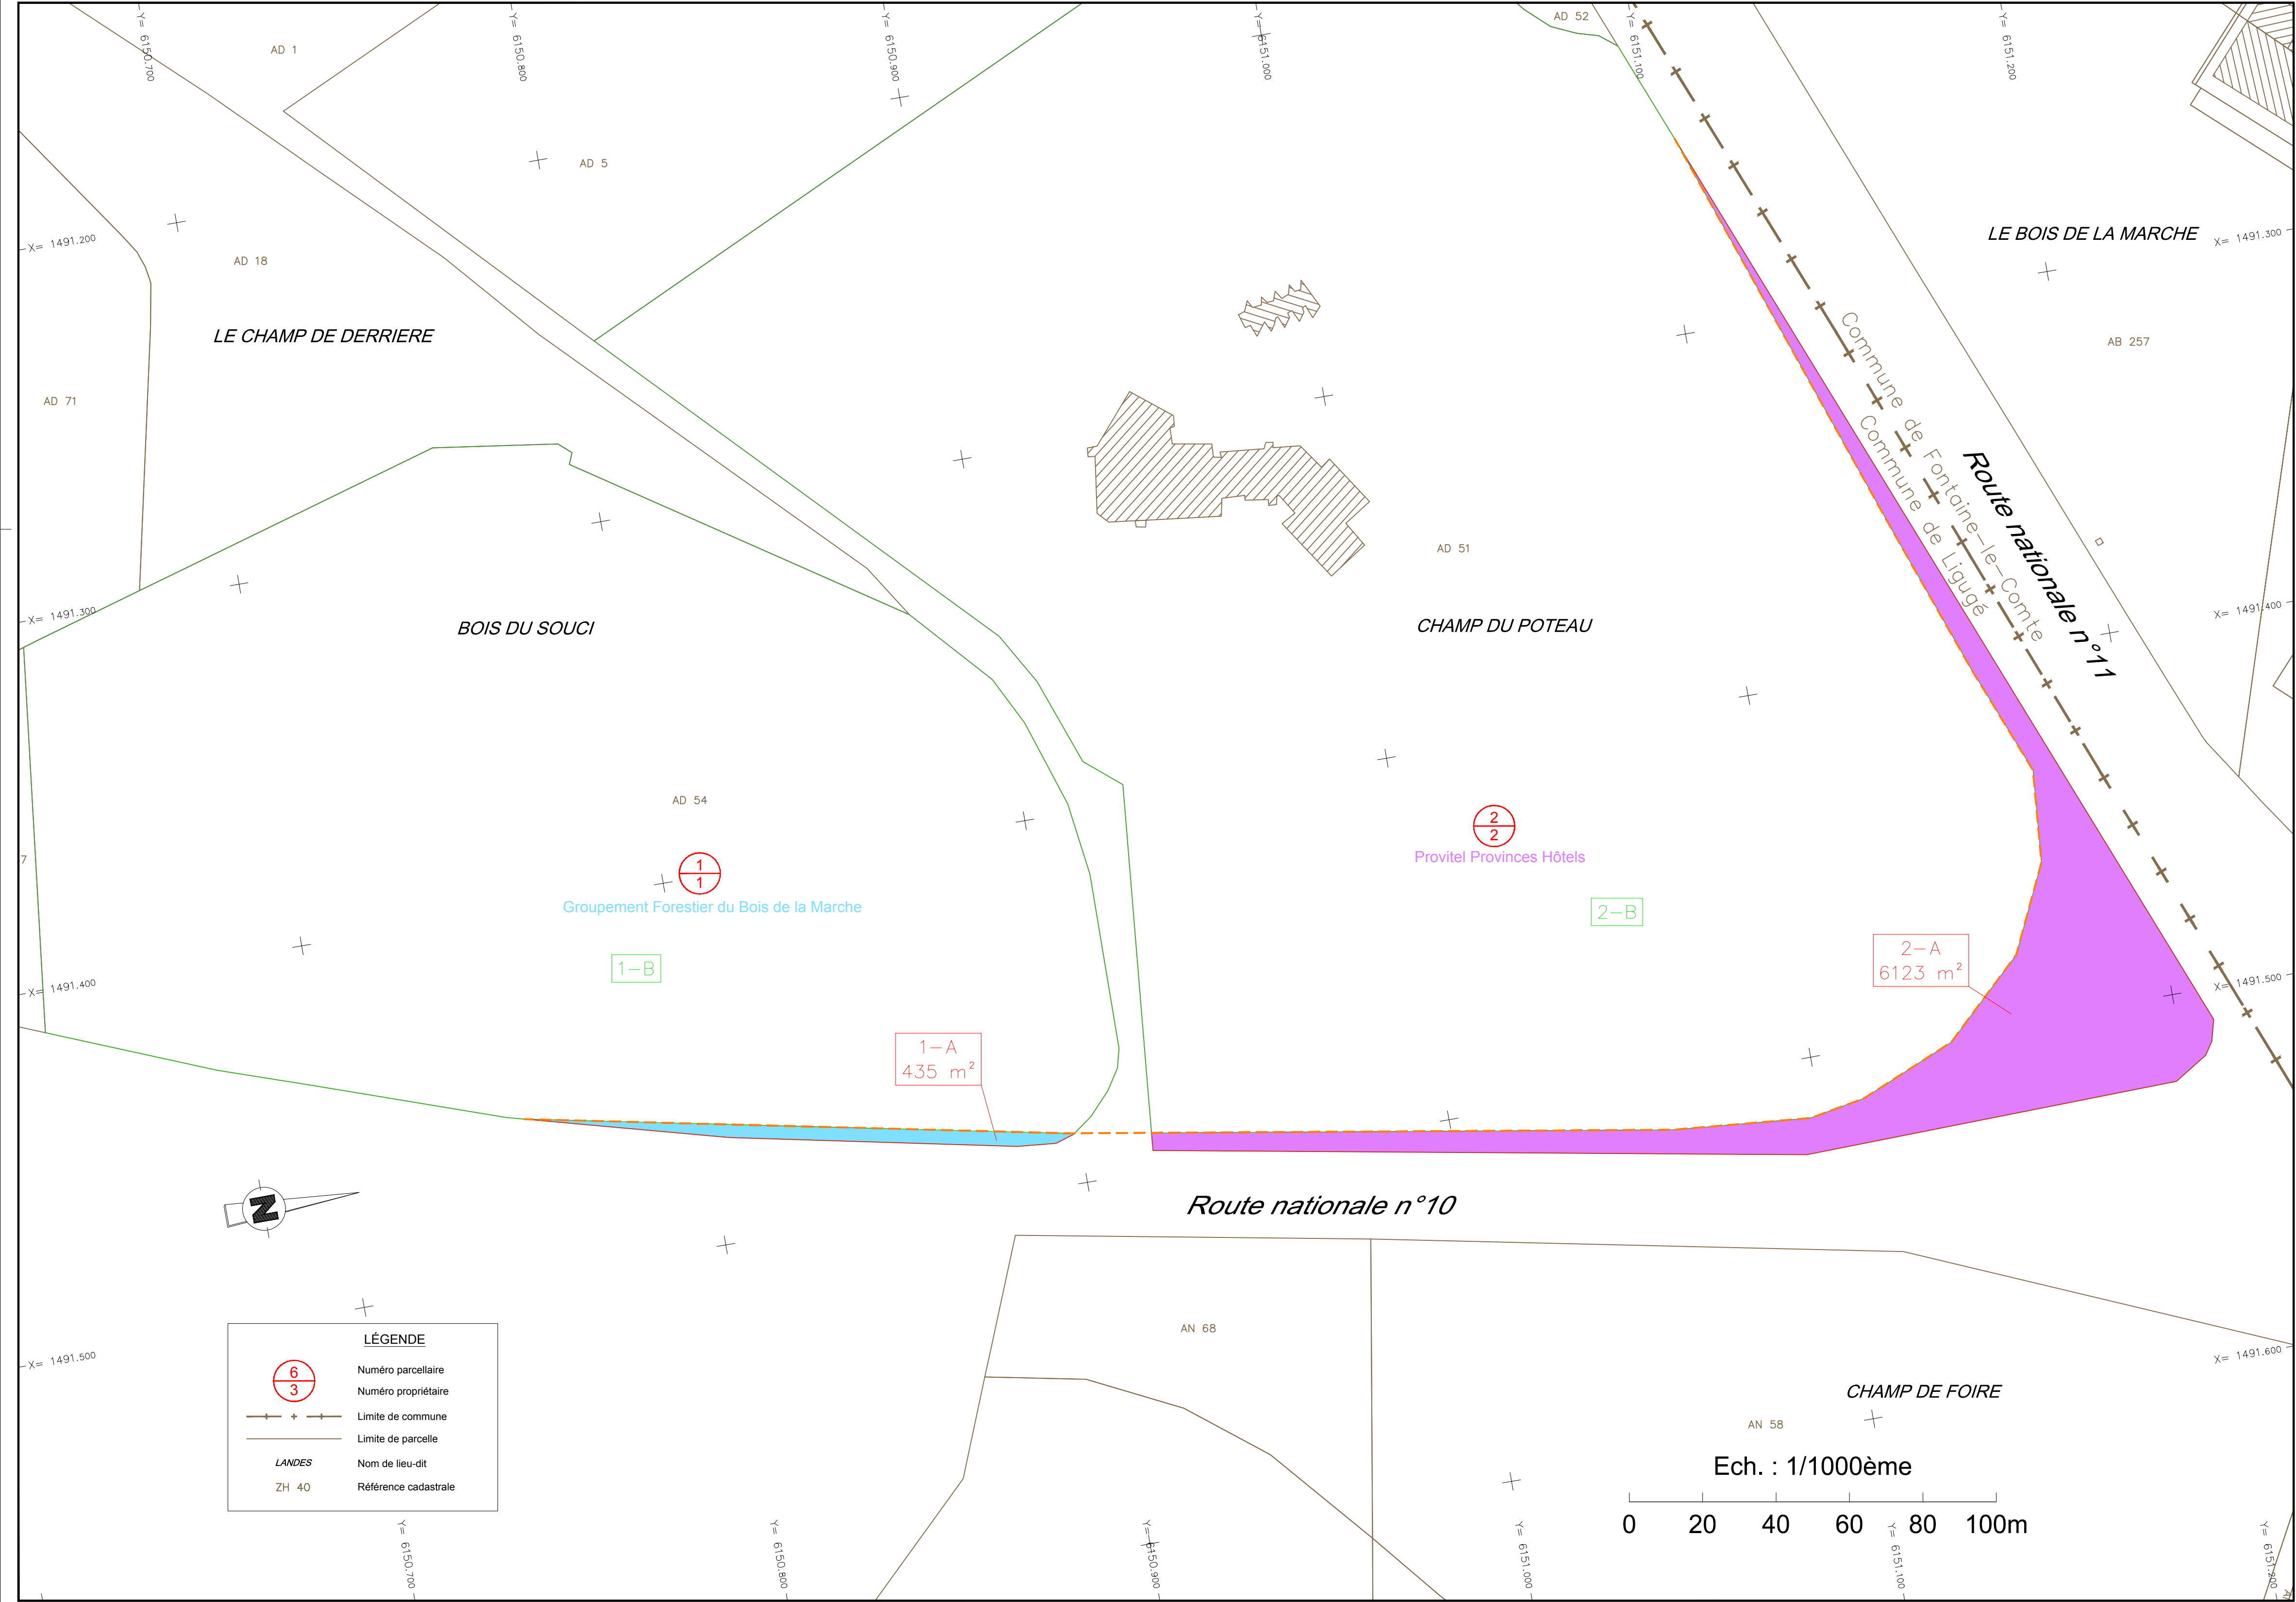 Y= 6150.700
Y= 6150.800
Y= 6150.900
Y= 6151.000
Y= 6151.100
Y= 6151.200
AD 1
AD 52
AD 5
X= 1491.200
AD 18
LE BOIS DE LA MARCHE
X= 1491.300
LE CHAMP DE DERRIERE
AB 257
AD 71
Commune de Fontaine-le-Comte
Commune de Ligugé
Route nationale n°11
AD 51
X= 1491.300
X= 1491.400
BOIS DU SOUCI
CHAMP DU POTEAU
AD 54
7
1
1
Groupement Forestier du Bois de la Marche
2
2
Provitel Provinces Hôtels
2-B
1-B
2-A
6123 m²
X= 1491.400
X= 1491.500
1-A
435 m²
N
Route nationale n°10
AN 68
X= 1491.500
X= 1491.600
CHAMP DE FOIRE
AN 58
LÉGENDE
6
3
Numéro parcellaire
Numéro propriétaire
Limite de commune
Limite de parcelle
LANDES
Nom de lieu-dit
ZH 40
Référence cadastrale
Ech. : 1/1000ème
0 20 40 60 80 100m
Y= 6150.700
Y= 6150.800
Y= 6150.900
Y= 6151.000
Y= 6151.100
Y= 6151.200